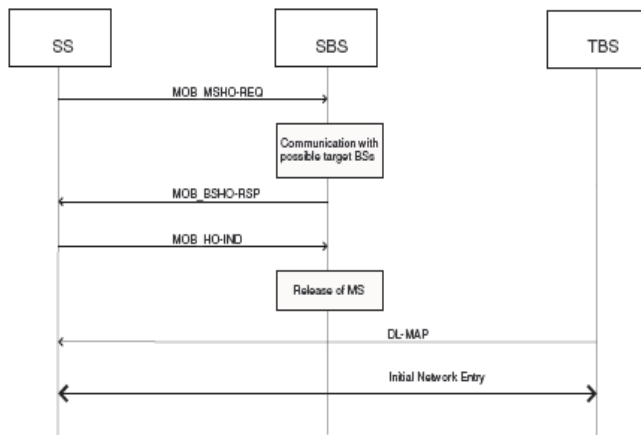 SS
SBS
TBS
MOB_MSHO-REQ
Communication with
possible target BSs
MOB_BSHO-RSP
MOB_HO-IND
Release of MS
DL-MAP
Initial Network Entry